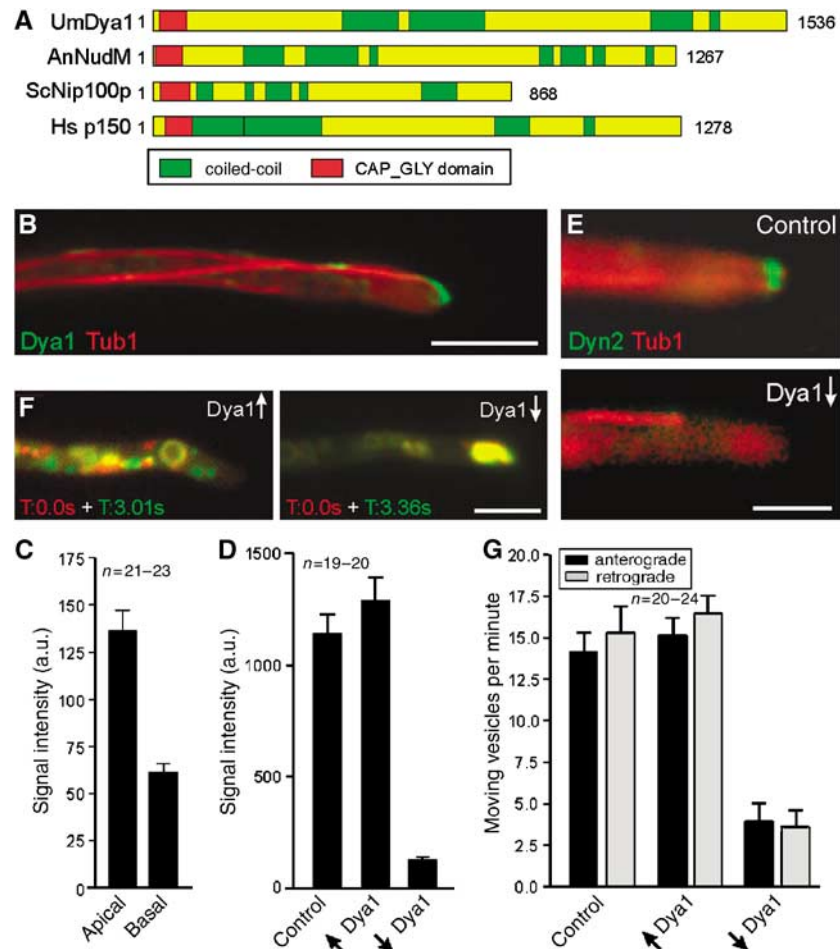 A
UmDya1 1 1536
AnNudM 1 1267
ScNip100p 1 868
Hs p150 1 1278
coiled-coil CAP_GLY domain
B
Dya1 Tub1
E Control
Dyn2 Tub1
F Dya1↑
T:0.0s + T:3.01s
Dya1↓
T:0.0s + T:3.36s
Dya1↓
C
Signal intensity (a.u.)
n=21–23
175
150
125
100
75
50
25
0
Apical Basal
D
Signal intensity (a.u.)
n=19–20
1500
1000
500
0
Control ↑ Dya1 ↓ Dya1
G
Moving vesicles per minute
anterograde
retrograde
n=20–24
20.0
17.5
15.0
12.5
10.0
7.5
5.0
2.5
0.0
Control ↑ Dya1 ↓ Dya1